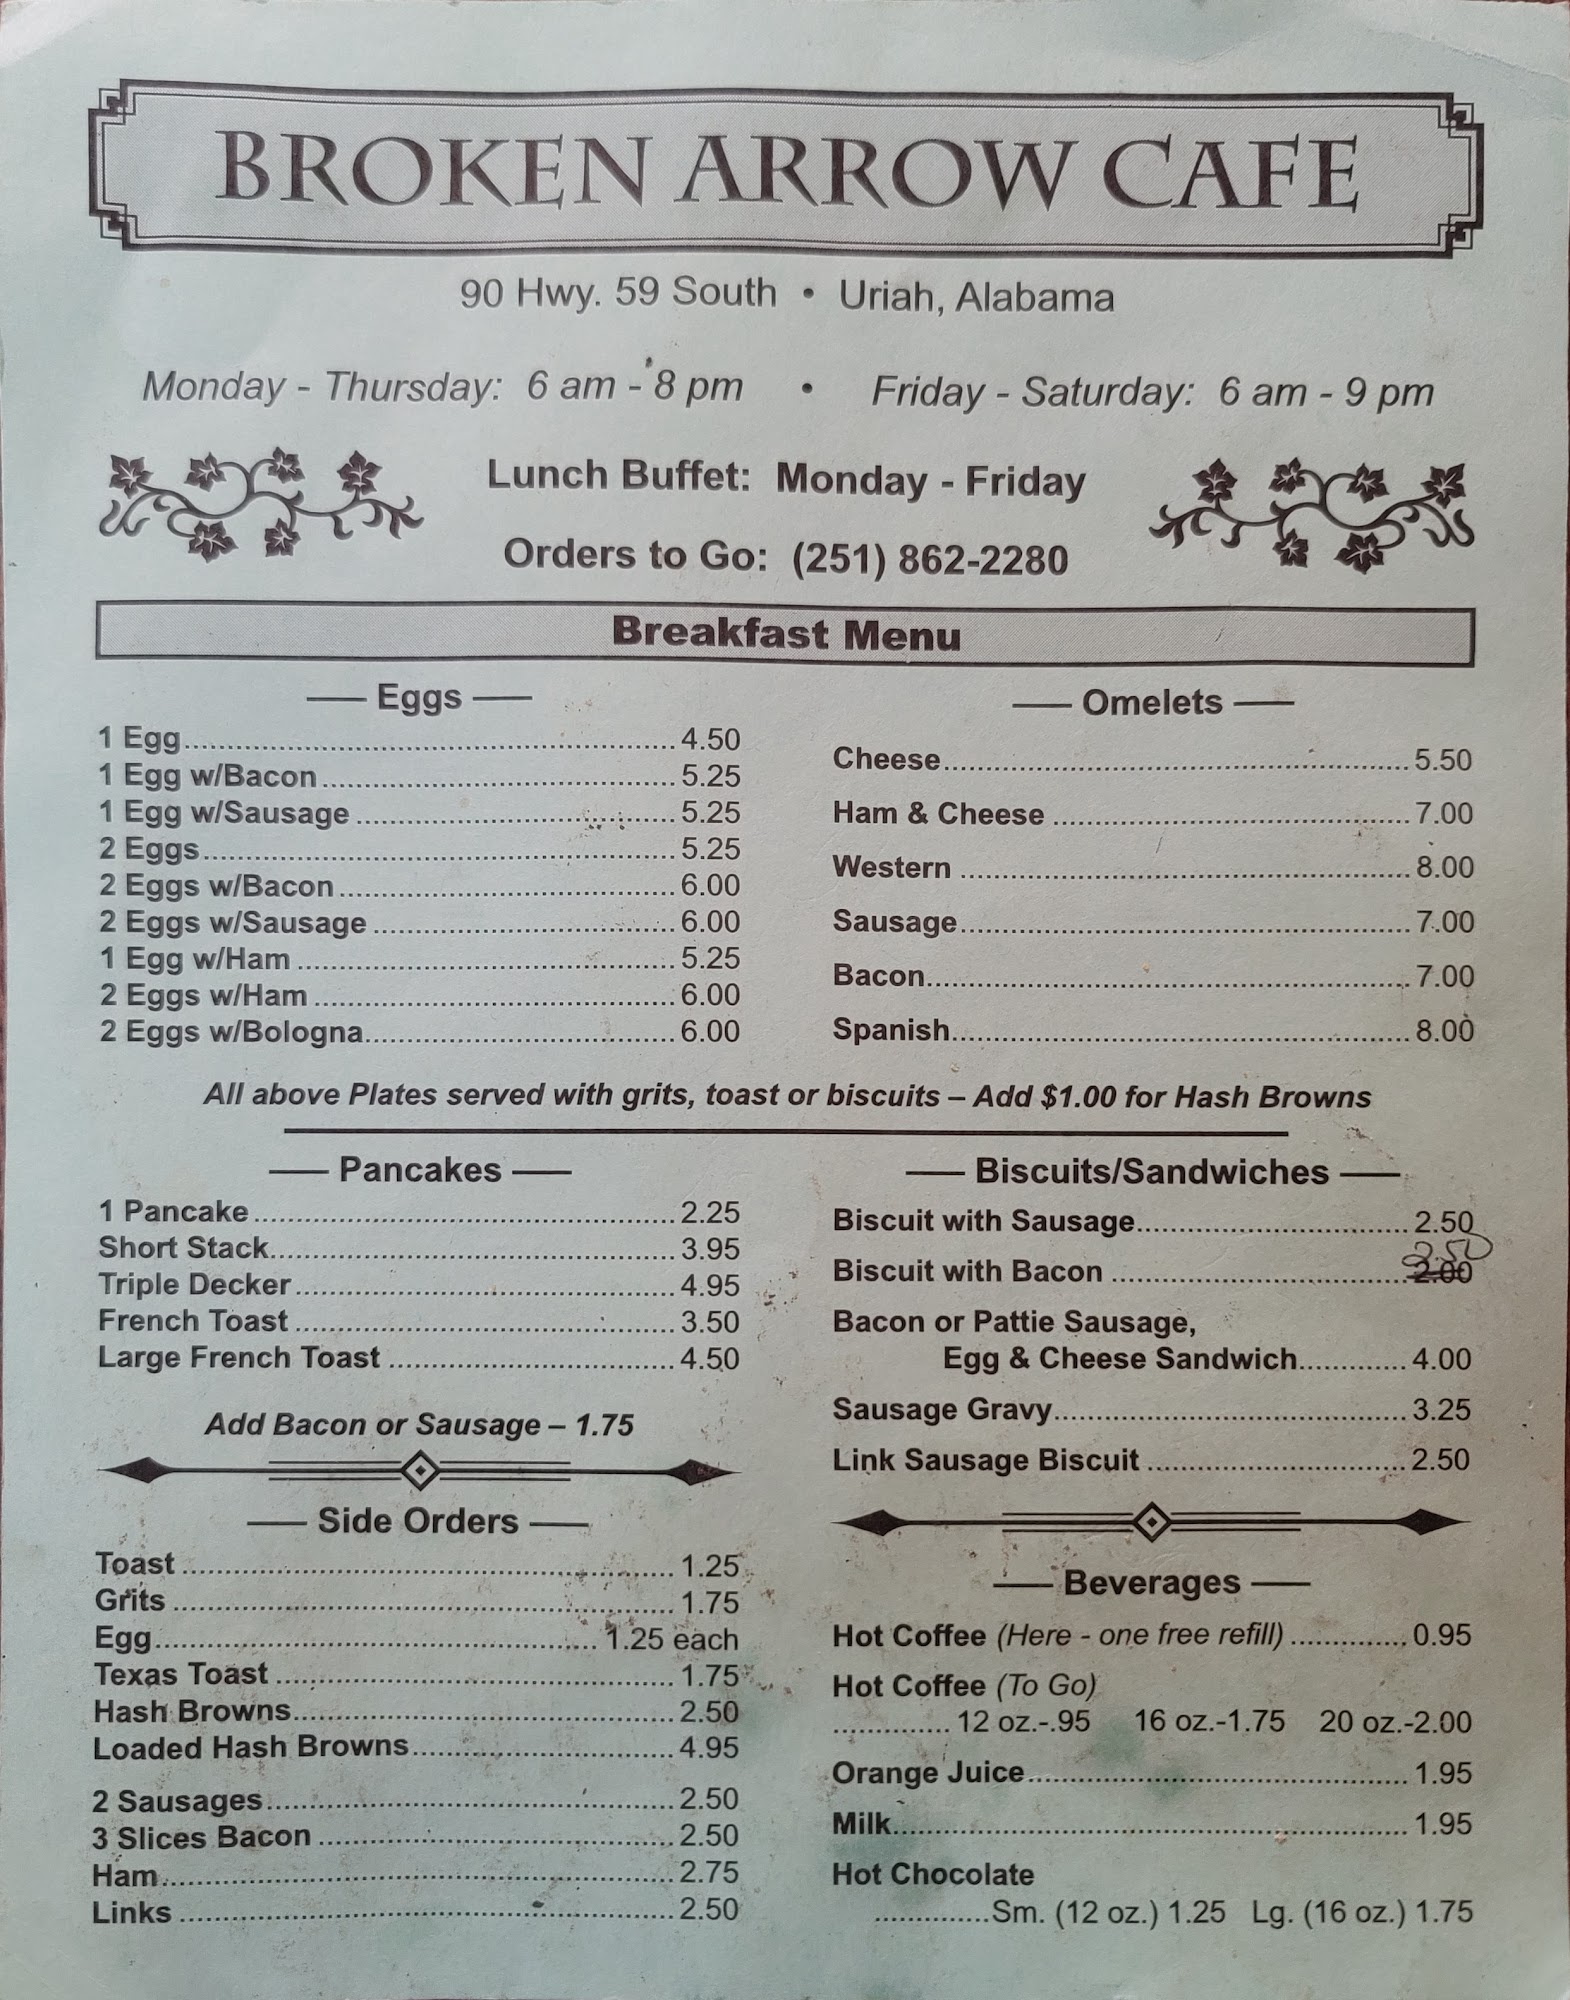 BROKEN ARROW CAFE
90 Hwy. 59 South • Uriah, Alabama
Monday - Thursday: 6 am - 8 pm • Friday - Saturday: 6 am - 9 pm
Lunch Buffet: Monday - Friday
Orders to Go: (251) 862-2280
Breakfast Menu
Eggs
1 Egg 4.50
1 Egg w/Bacon 5.25
1 Egg w/Sausage 5.25
2 Eggs 5.25
2 Eggs w/Bacon 6.00
2 Eggs w/Sausage 6.00
1 Egg w/Ham 5.25
2 Eggs w/Ham 6.00
2 Eggs w/Bologna 6.00
Omelets
Cheese 5.50
Ham & Cheese 7.00
Western 8.00
Sausage 7.00
Bacon 7.00
Spanish 8.00
All above Plates served with grits, toast or biscuits – Add $1.00 for Hash Browns
Pancakes
1 Pancake 2.25
Short Stack 3.95
Triple Decker 4.95
French Toast 3.50
Large French Toast 4.50
Add Bacon or Sausage – 1.75
Side Orders
Toast 1.25
Grits 1.75
Egg 1.25 each
Texas Toast 1.75
Hash Browns 2.50
Loaded Hash Browns 4.95
2 Sausages 2.50
3 Slices Bacon 2.50
Ham 2.75
Links 2.50
Biscuits/Sandwiches
Biscuit with Sausage 2.50
2.50
Biscuit with Bacon 2.00
Bacon or Pattie Sausage,
Egg & Cheese Sandwich 4.00
Sausage Gravy 3.25
Link Sausage Biscuit 2.50
Beverages
Hot Coffee (Here - one free refill) 0.95
Hot Coffee (To Go)
12 oz.-.95 16 oz.-1.75 20 oz.-2.00
Orange Juice 1.95
Milk 1.95
Hot Chocolate
Sm. (12 oz.) 1.25 Lg. (16 oz.) 1.75